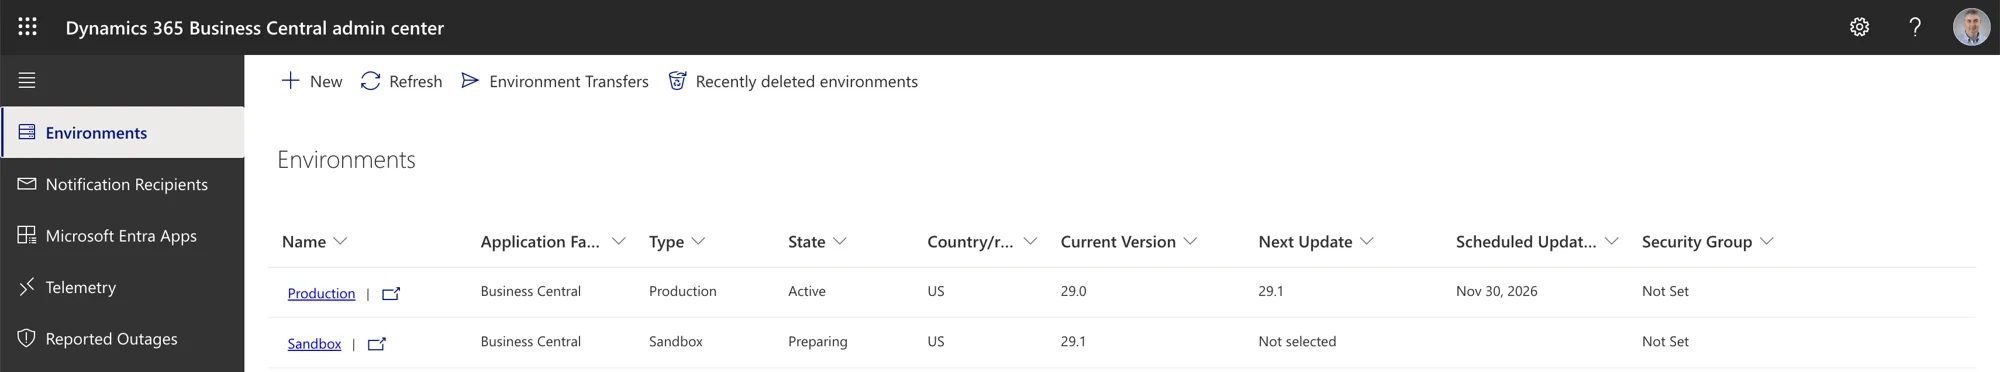 Dynamics 365 Business Central admin center
New Refresh Environment Transfers Recently deleted environments
Environments
Notification Recipients
Microsoft Entra Apps
Telemetry
Reported Outages
Environments
Name Application Fa... Type State Country/r... Current Version Next Update Scheduled Updat... Security Group
Production | Business Central Production Active US 29.0 29.1 Nov 30, 2026 Not Set
Sandbox | Business Central Sandbox Preparing US 29.1 Not selected Not Set